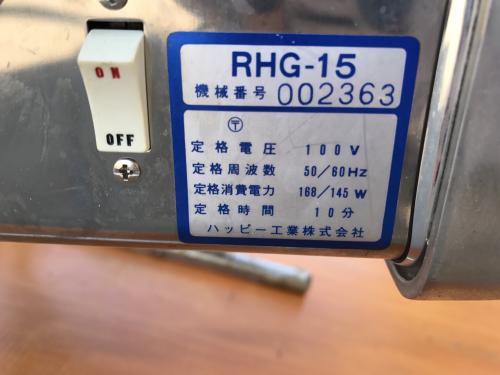 ON
OFF
RHG-15
機械番号 002363
〒
定格電圧 100V
定格周波数 50/60Hz
定格消費電力 168/145W
定格時間 10分
ハッピー工業株式会社